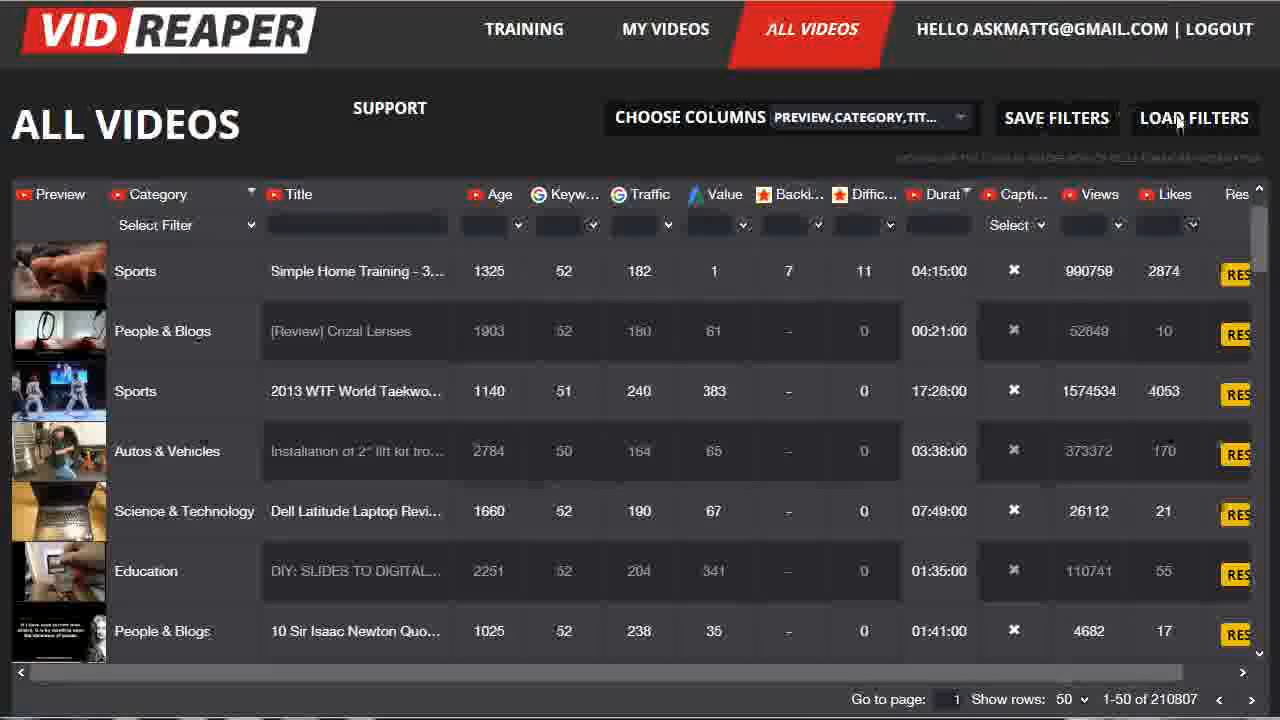 VID REAPER
TRAINING MY VIDEOS ALL VIDEOS HELLO ASKMATTG@GMAIL.COM | LOGOUT
ALL VIDEOS
SUPPORT
CHOOSE COLUMNS PREVIEW,CATEGORY,TIT... SAVE FILTERS LOAD FILTERS
Preview Category Title Age Keyw... Traffic Value Backi... Diffic... Durat Capti... Views Likes Res
Select Filter Select
Sports Simple Home Training - 3... 1325 52 182 1 7 11 04:15:00 ✖ 990759 2874 RES
People & Blogs [Review] Crizal Lenses 1903 52 180 61 - 0 00:21:00 ✖ 52849 10 RES
Sports 2013 WTF World Taekwo... 1140 51 240 383 - 0 17:28:00 ✖ 1574534 4053 RES
Autos & Vehicles Installation of 2" lift kit fro... 2784 50 164 65 - 0 03:38:00 ✖ 373372 170 RES
Science & Technology Dell Latitude Laptop Revi... 1660 52 190 67 - 0 07:49:00 ✖ 26112 21 RES
Education DIY: SLIDES TO DIGITAL... 2251 52 204 341 - 0 01:35:00 ✖ 110741 55 RES
People & Blogs 10 Sir Isaac Newton Quo... 1025 52 238 35 - 0 01:41:00 ✖ 4682 17 RES
Go to page: 1 Show rows: 50 1-50 of 210807